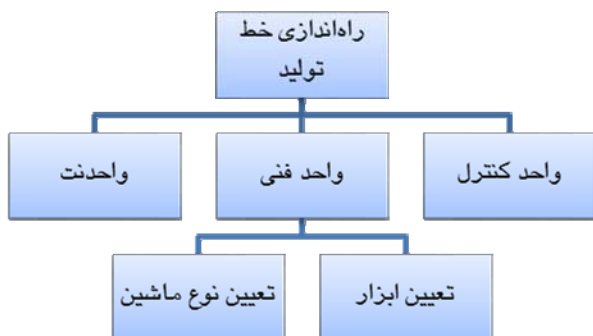 راه‌اندازی خط
تولید
واحد کنترل
واحد فنی
واحدنت
تعیین ابزار
تعیین نوع ماشین